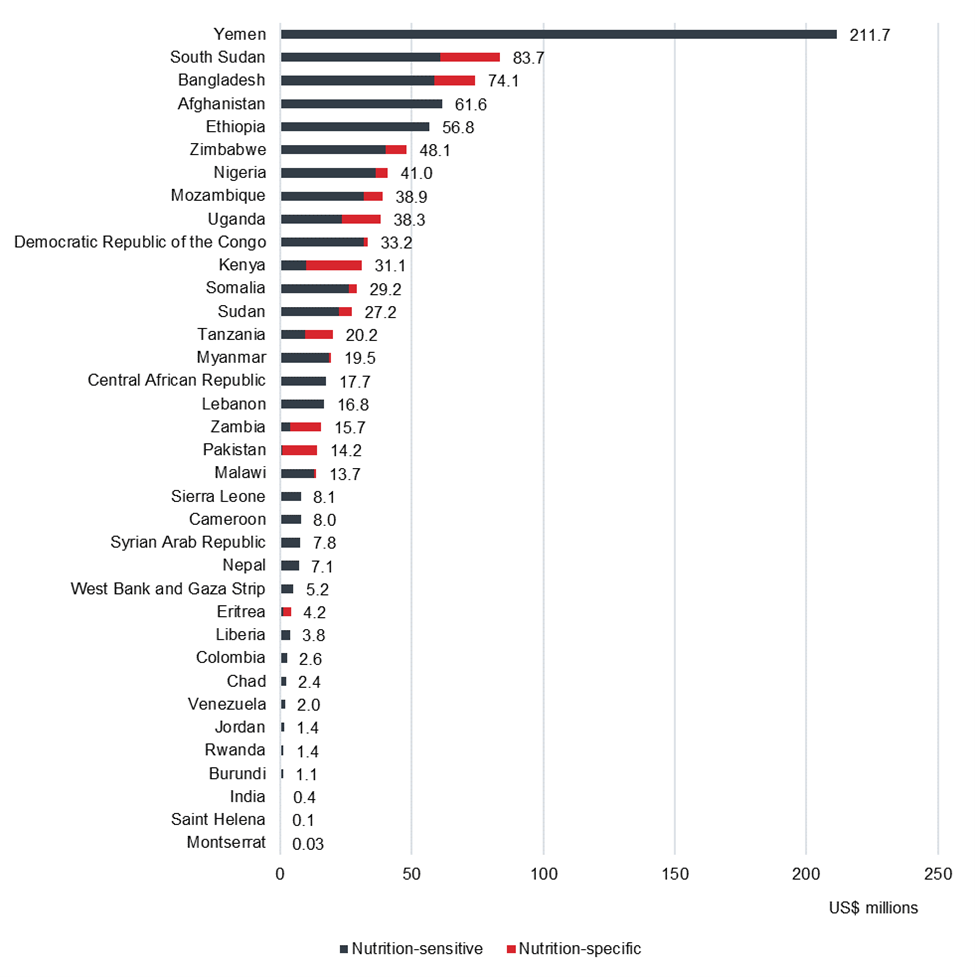 Yemen 211.7
South Sudan 83.7
Bangladesh 74.1
Afghanistan 61.6
Ethiopia 56.8
Zimbabwe 48.1
Nigeria 41.0
Mozambique 38.9
Uganda 38.3
Democratic Republic of the Congo 33.2
Kenya 31.1
Somalia 29.2
Sudan 27.2
Tanzania 20.2
Myanmar 19.5
Central African Republic 17.7
Lebanon 16.8
Zambia 15.7
Pakistan 14.2
Malawi 13.7
Sierra Leone 8.1
Cameroon 8.0
Syrian Arab Republic 7.8
Nepal 7.1
West Bank and Gaza Strip 5.2
Eritrea 4.2
Liberia 3.8
Colombia 2.6
Chad 2.4
Venezuela 2.0
Jordan 1.4
Rwanda 1.4
Burundi 1.1
India 0.4
Saint Helena 0.1
Montserrat 0.03
0 50 100 150 200 250
US$ millions
Nutrition-sensitive Nutrition-specific